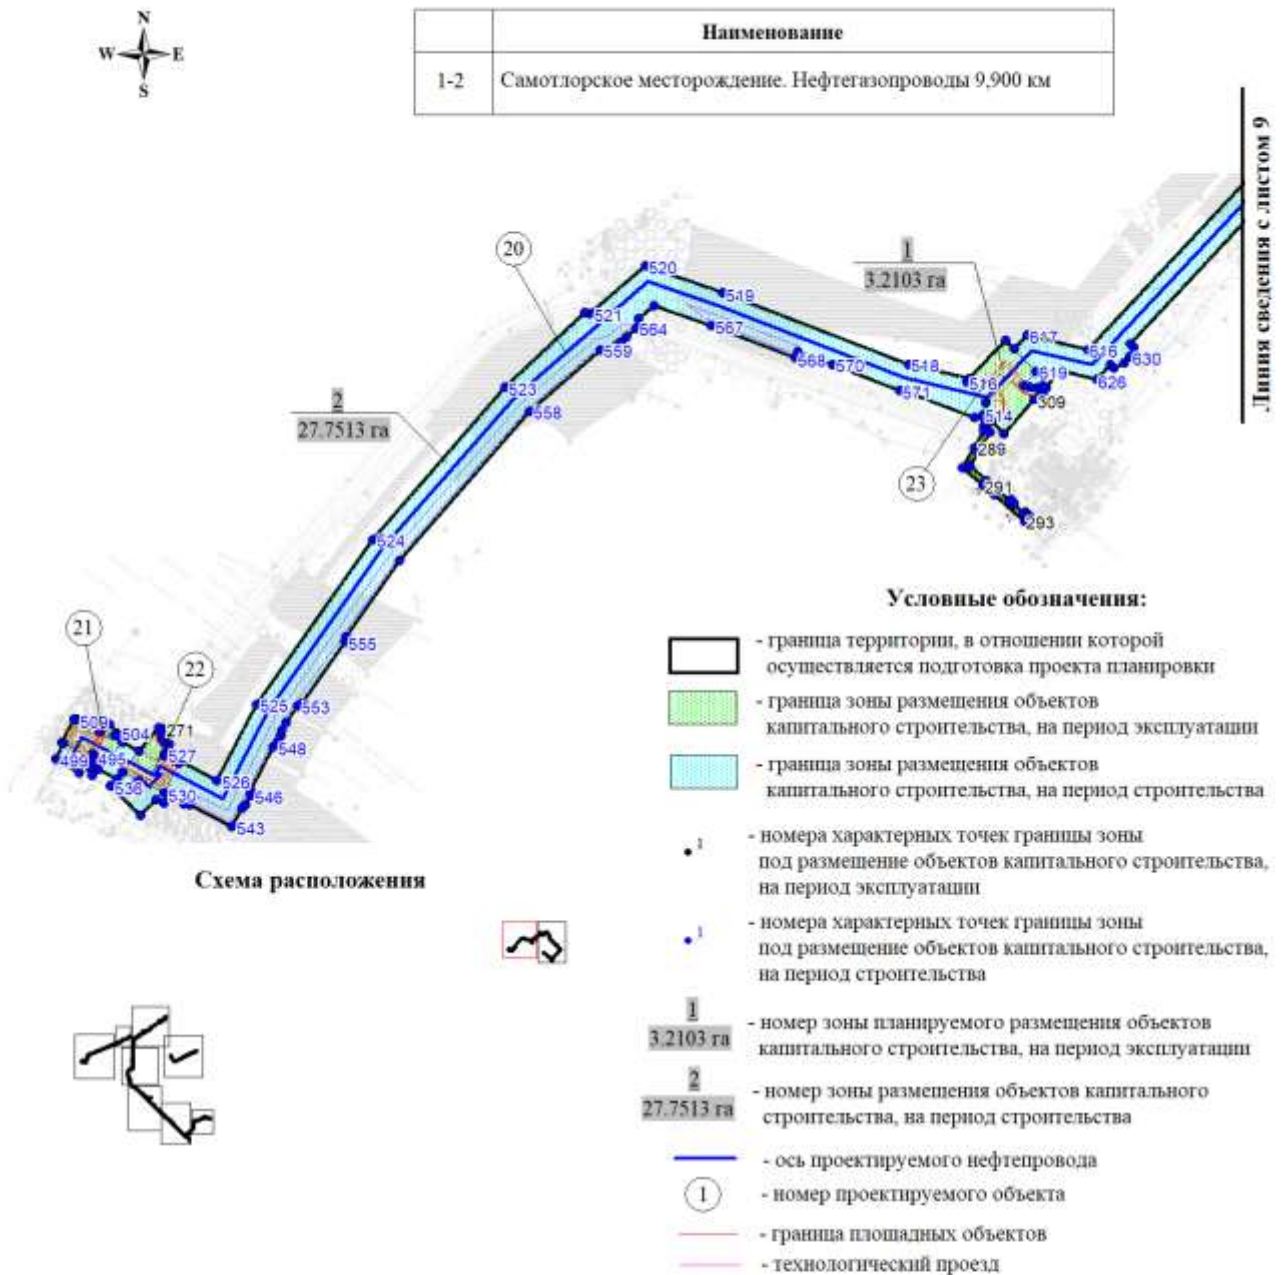 N
W E
S
Наименование
1-2 Самотлорское месторождение. Нефтегазопроводы 9,900 км
Линия сведения с листом 9
20
520
519
521
564
567
559
568
570
518
571
523
558
1
3.2103 га
617
516
516
619
630
626
309
514
289
291
293
23
2
27.7513 га
524
555
525
553
548
546
543
526
21
22
509
504
271
527
499
495
536
530
Схема расположения
Условные обозначения:
- граница территории, в отношении которой
осуществляется подготовка проекта планировки
- граница зоны размещения объектов
капитального строительства, на период эксплуатации
- граница зоны размещения объектов
капитального строительства, на период строительства
1 - номера характерных точек границы зоны
под размещение объектов капитального строительства,
на период эксплуатации
1 - номера характерных точек границы зоны
под размещение объектов капитального строительства,
на период строительства
1
3.2103 га
- номер зоны планируемого размещения объектов
капитального строительства, на период эксплуатации
2
27.7513 га
- номер зоны размещения объектов капитального
строительства, на период строительства
- ось проектируемого нефтепровода
1 - номер проектируемого объекта
- граница площадных объектов
- технологический проезд